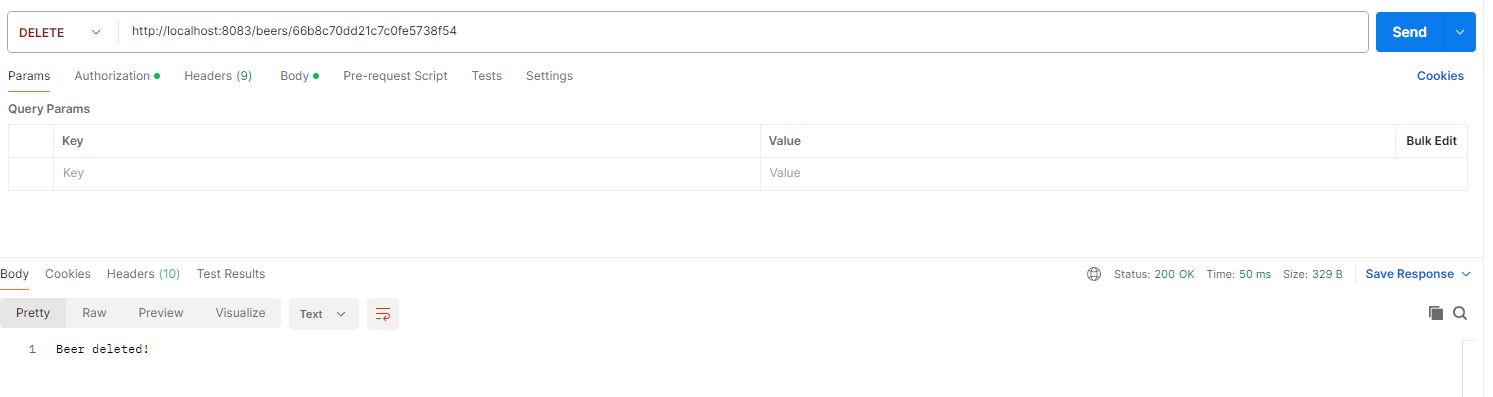 DELETE http://localhost:8083/beers/66b8c70dd21c7c0fe5738f54 Send
Params Authorization Headers (9) Body Pre-request Script Tests Settings Cookies
Query Params
Key Value Bulk Edit
Key Value
Body Cookies Headers (10) Test Results Status: 200 OK Time: 50 ms Size: 329 B Save Response
Pretty Raw Preview Visualize Text
1 Beer deleted!